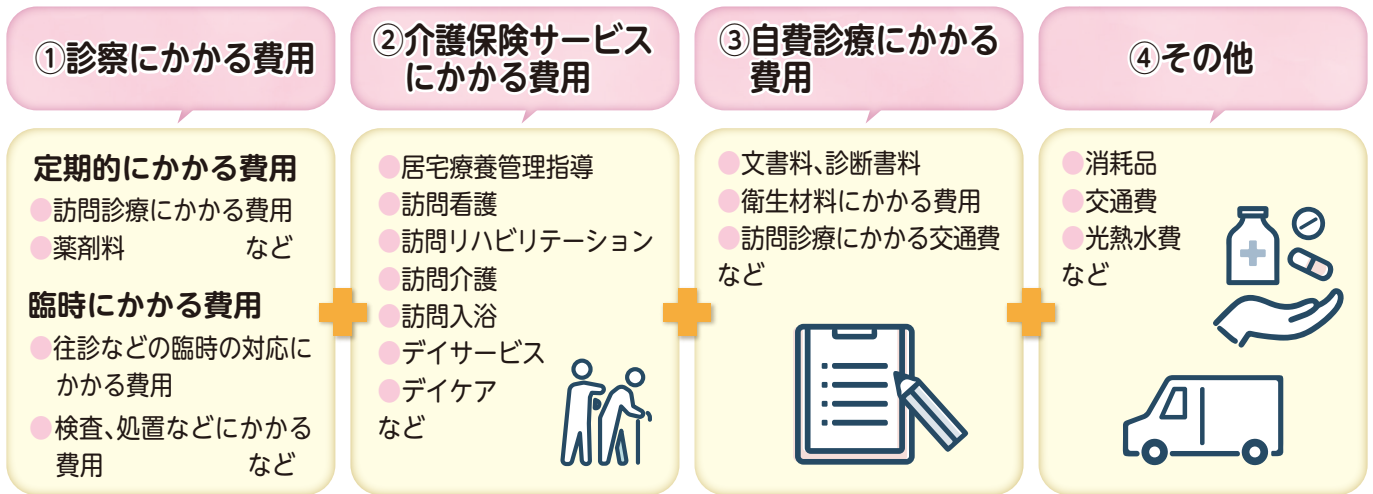 ①診察にかかる費用
定期的にかかる費用
●訪問診療にかかる費用
●薬剤料 など
臨時にかかる費用
●往診などの臨時の対応に
かかる費用
●検査、処置などにかかる
費用 など
②介護保険サービス
にかかる費用
●居宅療養管理指導
●訪問看護
●訪問リハビリテーション
●訪問介護
●訪問入浴
●デイサービス
●デイケア
など
③自費診療にかかる
費用
●文書料、診断書料
●衛生材料にかかる費用
●訪問診療にかかる交通費
など
④その他
●消耗品
●交通費
●光熱水費
など